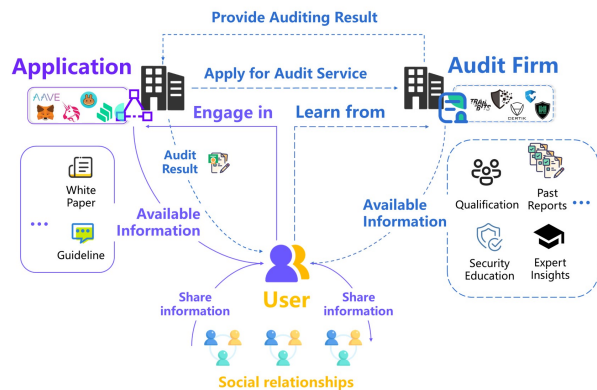 Provide Auditing Result
Application
Audit Firm
Apply for Audit Service
AAVE
CERTIK
Engage in
Learn from
Audit
Result
White
Paper
Guideline
...
Available
Information
Available
Information
Qualification
Past
Reports
...
Security
Education
Expert
Insights
User
Share
information
Share
information
Social relationships